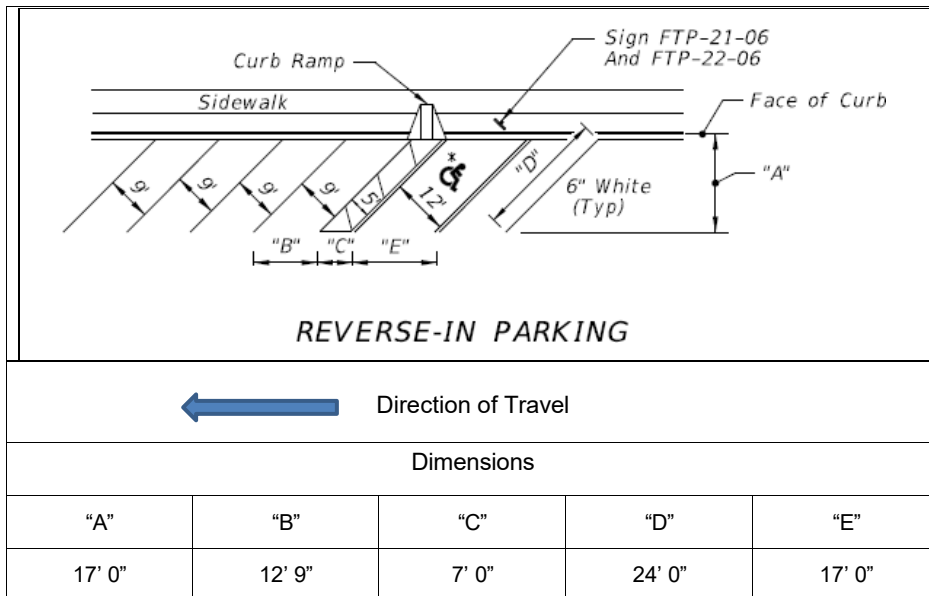 Sign FTP-21-06
And FTP-22-06
Curb Ramp
Sidewalk
Face of Curb
9'
9'
9'
9'
5'
12'
*
"D"
6" White
(Typ)
"A"
"B"
"C"
"E"
REVERSE-IN PARKING
Direction of Travel
Dimensions
“A” “B” “C” “D” “E”
17’ 0” 12’ 9” 7’ 0” 24’ 0” 17’ 0”